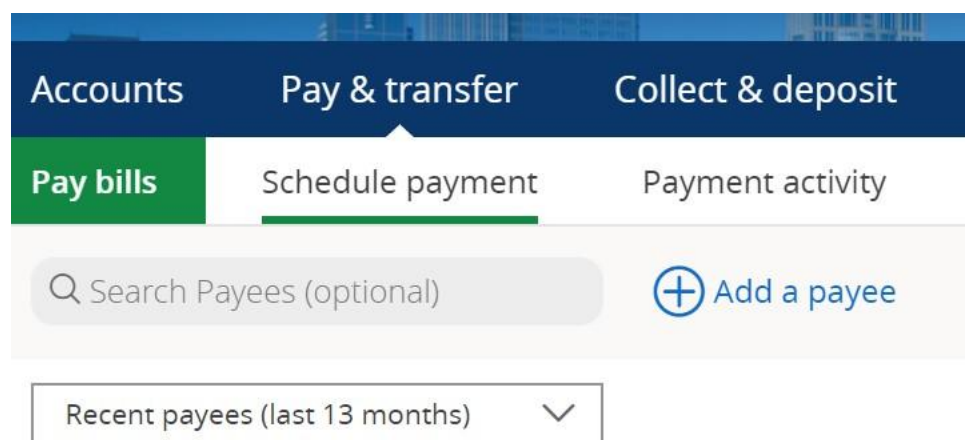 Accounts Pay & transfer Collect & deposit
Pay bills Schedule payment Payment activity
Search Payees (optional) Add a payee
Recent payees (last 13 months)